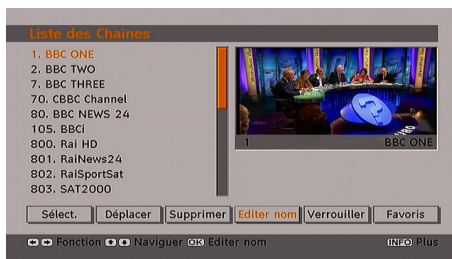 Liste des Chaines
1. BBC ONE
2. BBC TWO
7. BBC THREE
70. CBBC Channel
80. BBC NEWS 24
105. BBCi
800. Rai HD
801. RaiNews24
802. RaiSportSat
803. SAT2000
1 BBC ONE
Sélect. Déplacer Supprimer Editer nom Verrouiller Favoris
Fonction Naviguer OK Editer nom INFO Plus